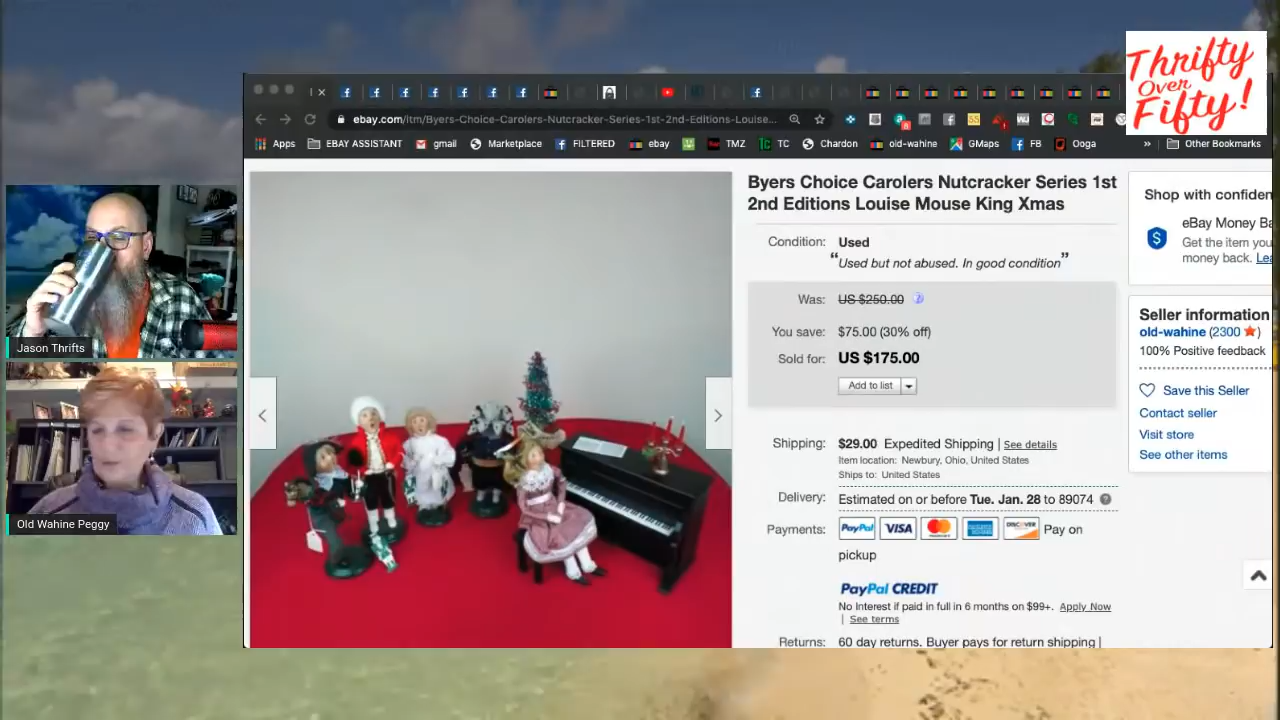 Thrifty
Over
Fifty!
ebay.com/itm/Byers-Choice-Carolers-Nutcracker-Series-1st-2nd-Editions-Louise...
Apps
EBAY ASSISTANT
gmail
Marketplace
FILTERED
ebay
TMZ
TC
Chardon
old-wahine
GMaps
FB
Ooga
»
Other Bookmarks
Byers Choice Carolers Nutcracker Series 1st
2nd Editions Louise Mouse King Xmas
Condition: Used
"Used but not abused. In good condition"
Was: US $250.00
You save: $75.00 (30% off)
Sold for: US $175.00
Add to list
Shipping: $29.00 Expedited Shipping | See details
Item location: Newbury, Ohio, United States
Ships to: United States
Delivery: Estimated on or before Tue. Jan. 28 to 89074
Payments: PayPal VISA MasterCard DISCOVER Pay on
pickup
PayPal CREDIT
No Interest if paid in full in 6 months on $99+. Apply Now
| See terms
Returns: 60 day returns. Buyer pays for return shipping |
Shop with confiden
eBay Money Ba
Get the item you
money back. Lea
Seller information
old-wahine (2300)
100% Positive feedback
Save this Seller
Contact seller
Visit store
See other items
Jason Thrifts
Old Wahine Peggy